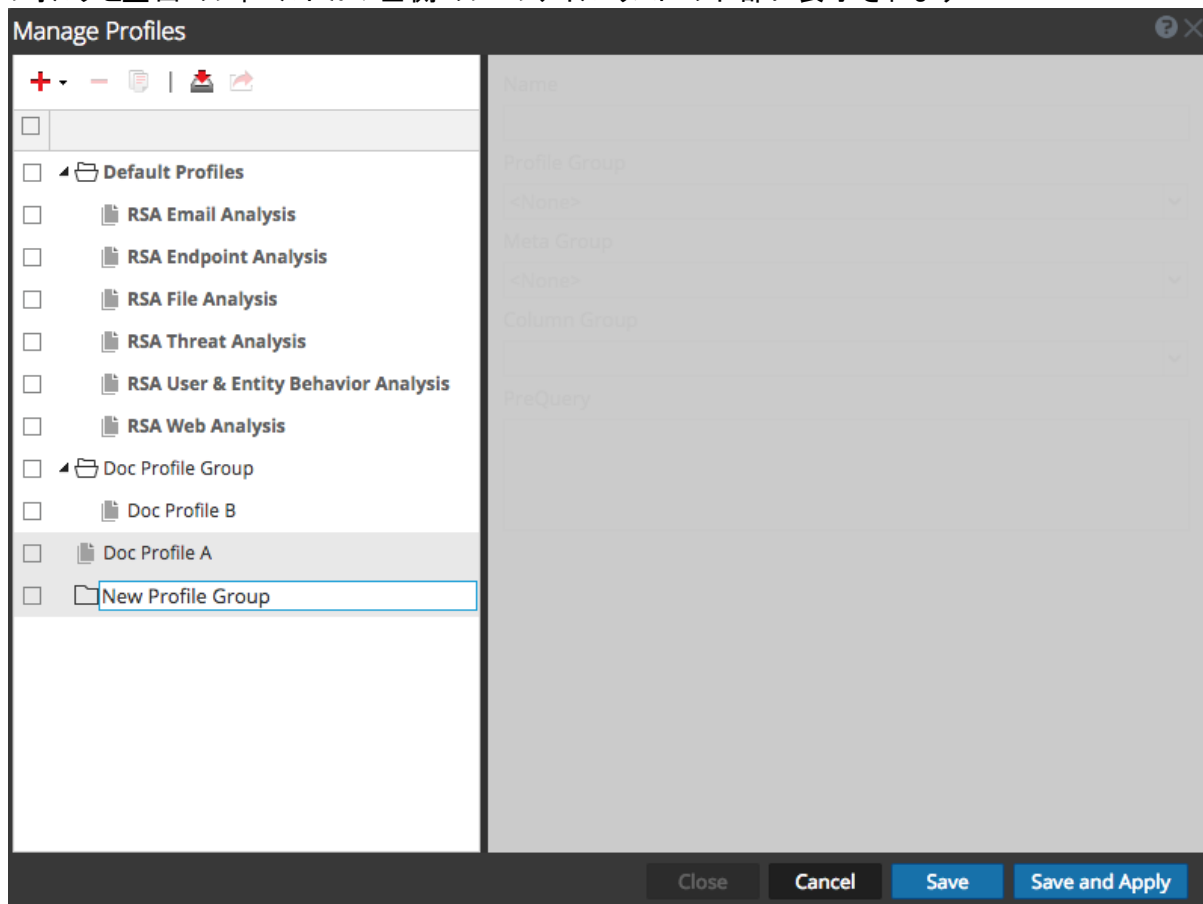 Manage Profiles
Name
Profile Group
<None>
Meta Group
<None>
Column Group
PreQuery
Default Profiles
RSA Email Analysis
RSA Endpoint Analysis
RSA File Analysis
RSA Threat Analysis
RSA User & Entity Behavior Analysis
RSA Web Analysis
Doc Profile Group
Doc Profile B
Doc Profile A
New Profile Group
Close
Cancel
Save
Save and Apply